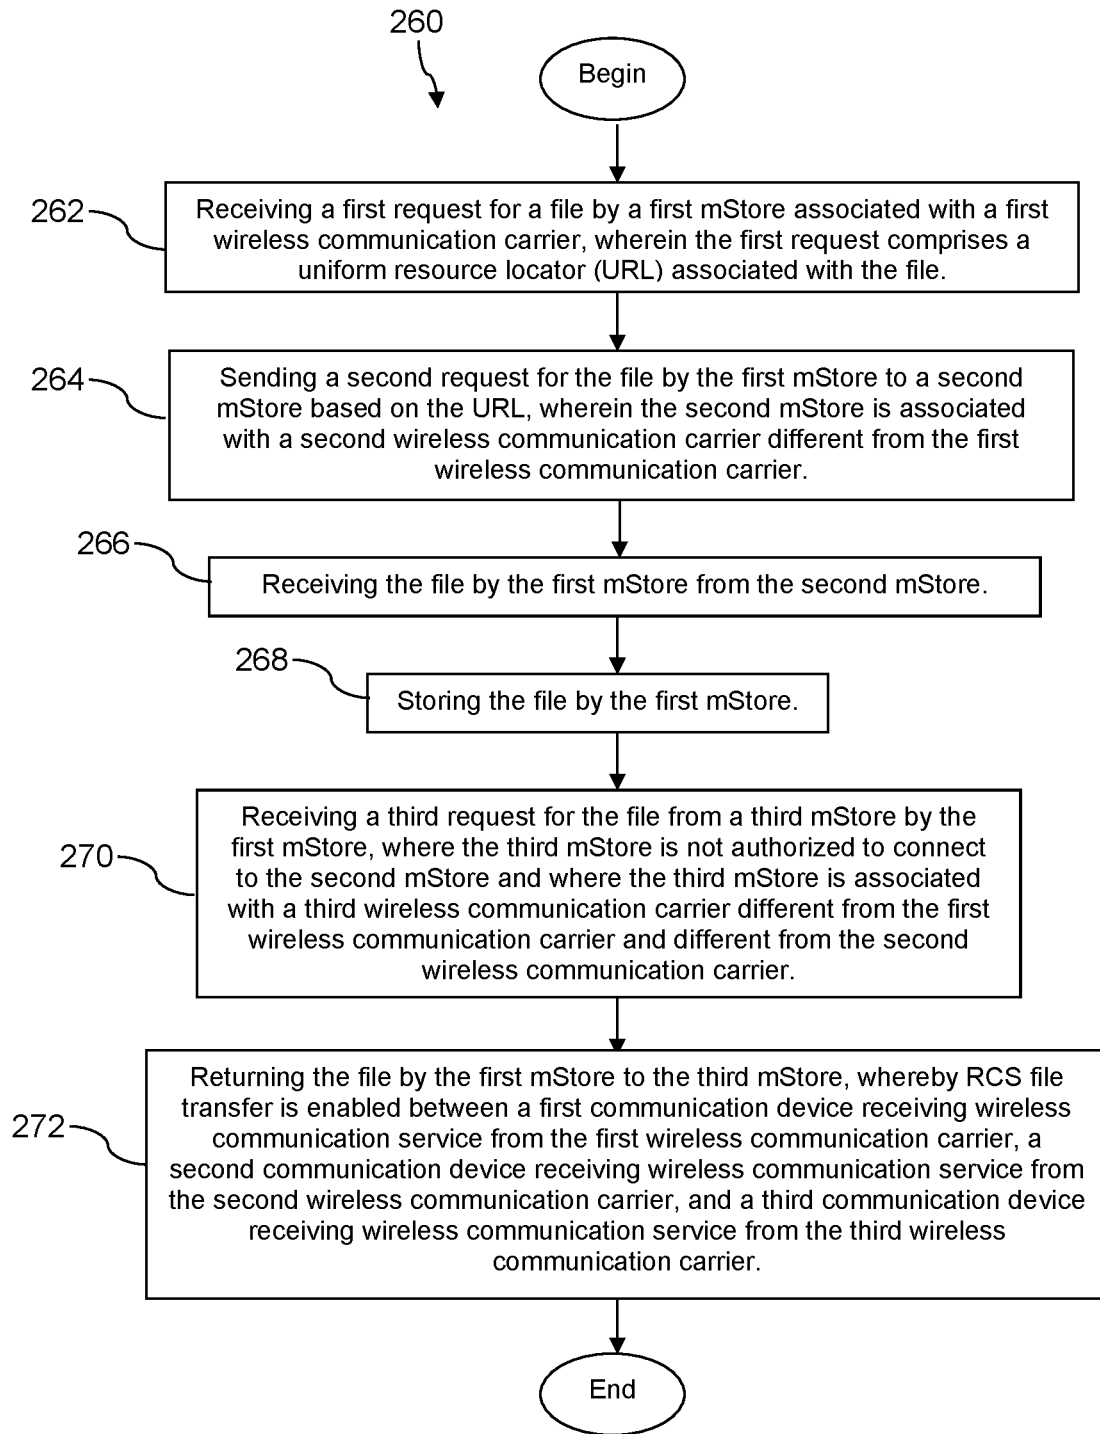 260
Begin
262
Receiving a first request for a file by a first mStore associated with a first
wireless communication carrier, wherein the first request comprises a
uniform resource locator (URL) associated with the file.
264
Sending a second request for the file by the first mStore to a second
mStore based on the URL, wherein the second mStore is associated
with a second wireless communication carrier different from the first
wireless communication carrier.
266
Receiving the file by the first mStore from the second mStore.
268
Storing the file by the first mStore.
270
Receiving a third request for the file from a third mStore by the
first mStore, where the third mStore is not authorized to connect
to the second mStore and where the third mStore is associated
with a third wireless communication carrier different from the first
wireless communication carrier and different from the second
wireless communication carrier.
272
Returning the file by the first mStore to the third mStore, whereby RCS file
transfer is enabled between a first communication device receiving wireless
communication service from the first wireless communication carrier, a
second communication device receiving wireless communication service from
the second wireless communication carrier, and a third communication device
receiving wireless communication service from the third wireless
communication carrier.
End